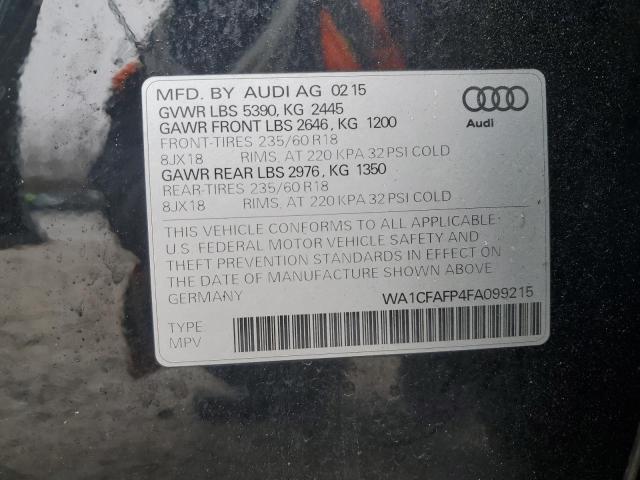 MFD. BY AUDI AG 02 15
GVWR LBS 5390, KG 2445
GAWR FRONT LBS 2646, KG 1200
FRONT-TIRES 235/60 R18
8JX18 RIMS, AT 220 KPA 32 PSI COLD
GAWR REAR LBS 2976, KG 1350
REAR-TIRES 235/60 R18
8JX18 RIMS, AT 220 KPA 32 PSI COLD
Audi
THIS VEHICLE CONFORMS TO ALL APPLICABLE
U.S. FEDERAL MOTOR VEHICLE SAFETY AND
THEFT PREVENTION STANDARDS IN EFFECT ON
THE DATE OF MANUFACTURE SHOWN ABOVE
GERMANY WA1CFAFP4FA099215
TYPE
MPV